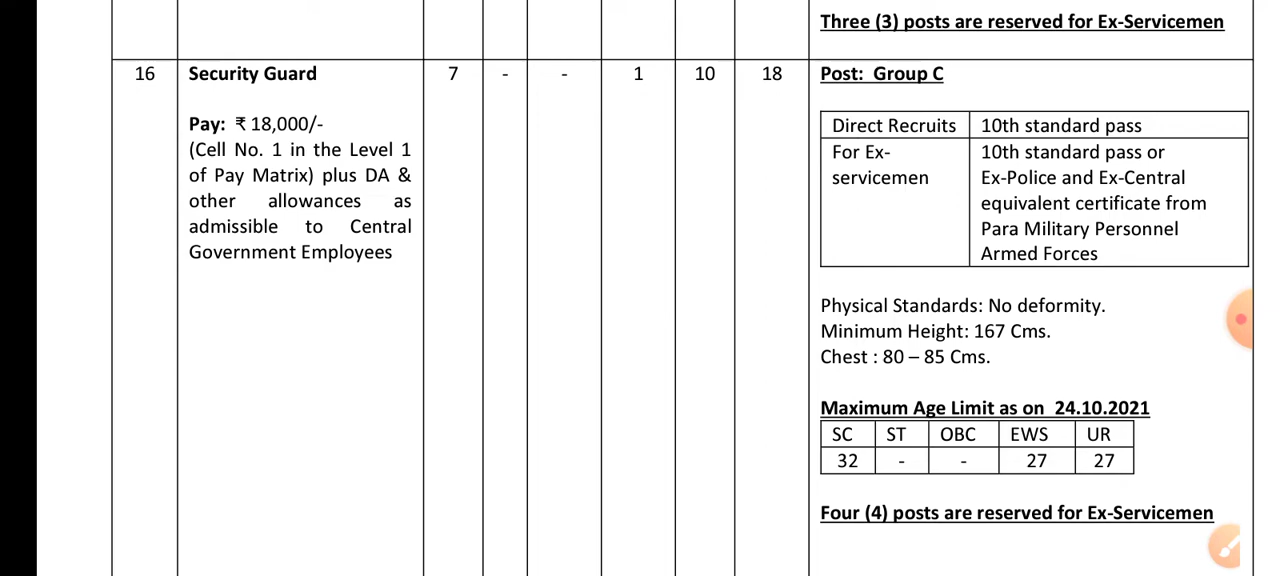 Three (3) posts are reserved for Ex-Servicemen
16 Security Guard 7 - - 1 10 18 Post: Group C
Pay: ₹ 18,000/-
(Cell No. 1 in the Level 1
of Pay Matrix) plus DA &
other allowances as
admissible to Central
Government Employees
Direct Recruits 10th standard pass
For Ex-
servicemen
10th standard pass or
Ex-Police and Ex-Central
equivalent certificate from
Para Military Personnel
Armed Forces
Physical Standards: No deformity.
Minimum Height: 167 Cms.
Chest : 80 – 85 Cms.
Maximum Age Limit as on 24.10.2021
SC ST OBC EWS UR
32 - - 27 27
Four (4) posts are reserved for Ex-Servicemen